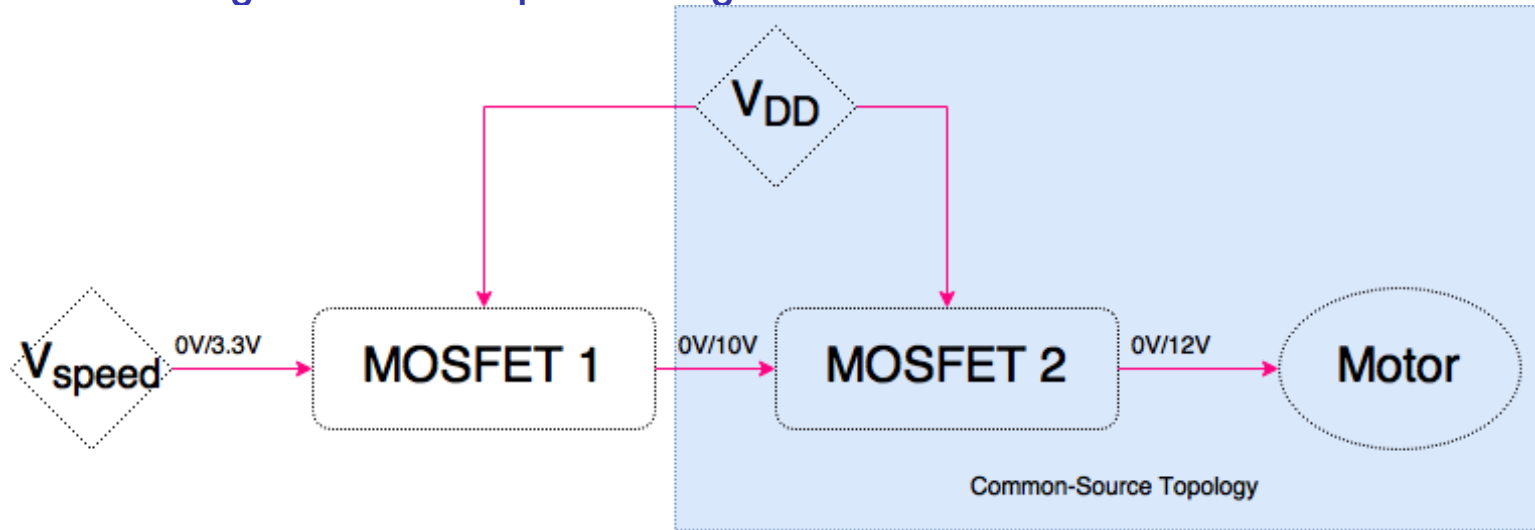 VDD
Vspeed
0V/3.3V
MOSFET 1
0V/10V
MOSFET 2
0V/12V
Motor
Common-Source Topology